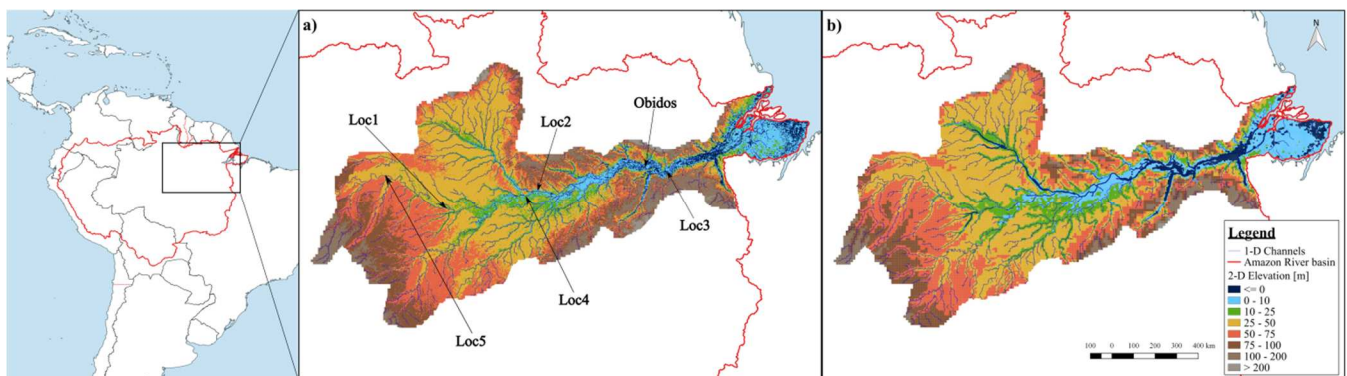 a)
Obidos
Loc1
Loc2
Loc3
Loc4
Loc5
b)
N
Legend
1-D Channels
Amazon River basin
2-D Elevation [m]
<= 0
0 - 10
10 - 25
25 - 50
50 - 75
75 - 100
100 - 200
> 200
100 0 100 200 300 400 km